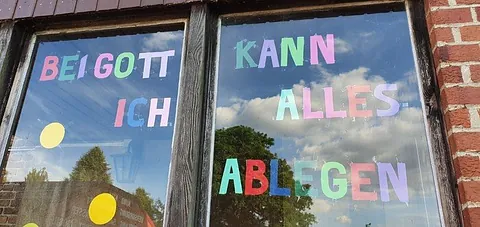 BEI GOTT
ICH
KANN
ALLES
ABLEGEN